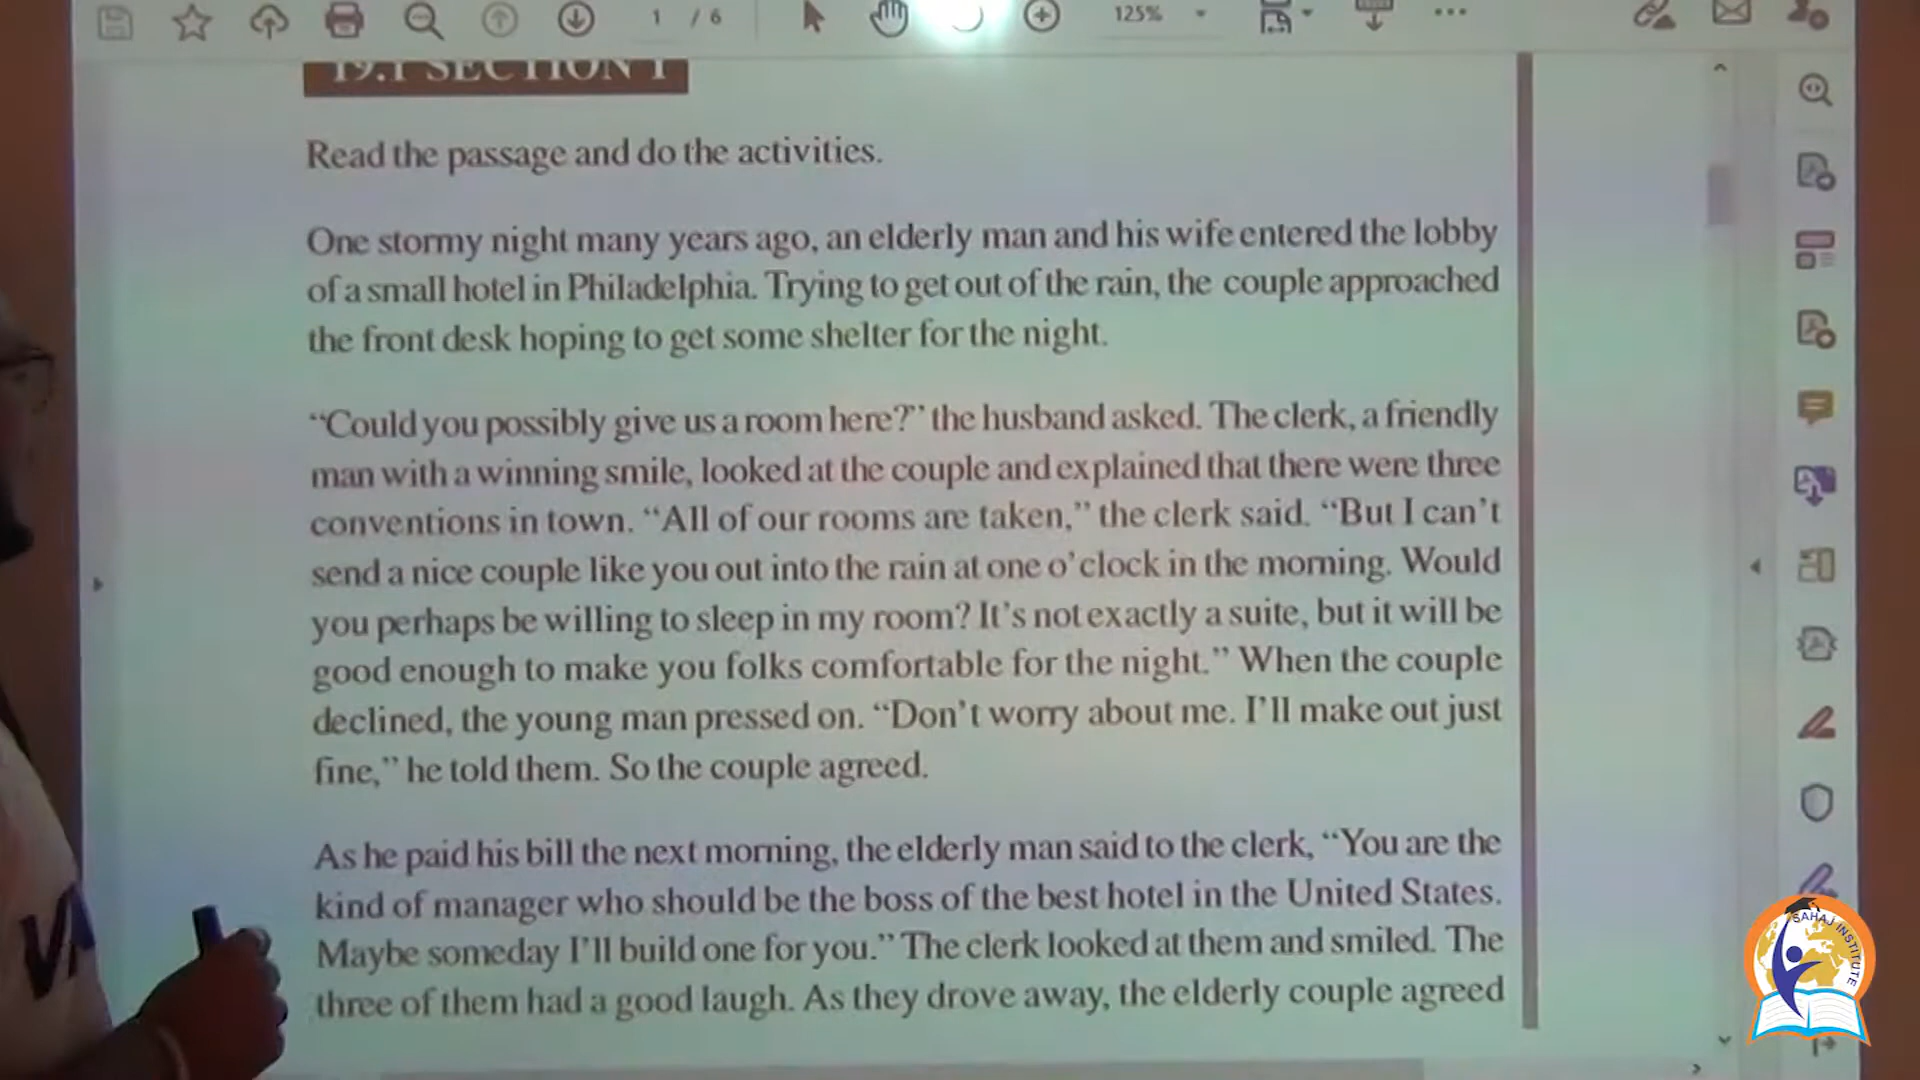 1 / 6
125%
19.1 SECTION I
Read the passage and do the activities.
One stormy night many years ago, an elderly man and his wife entered the lobby
of a small hotel in Philadelphia. Trying to get out of the rain, the couple approached
the front desk hoping to get some shelter for the night.
“Could you possibly give us a room here?” the husband asked. The clerk, a friendly
man with a winning smile, looked at the couple and explained that there were three
conventions in town. “All of our rooms are taken,” the clerk said. “But I can’t
send a nice couple like you out into the rain at one o’clock in the morning. Would
you perhaps be willing to sleep in my room? It’s not exactly a suite, but it will be
good enough to make you folks comfortable for the night.” When the couple
declined, the young man pressed on. “Don’t worry about me. I’ll make out just
fine,” he told them. So the couple agreed.
As he paid his bill the next morning, the elderly man said to the clerk, “You are the
kind of manager who should be the boss of the best hotel in the United States.
Maybe someday I’ll build one for you.” The clerk looked at them and smiled. The
three of them had a good laugh. As they drove away, the elderly couple agreed
SAHAJ INSTITUTE